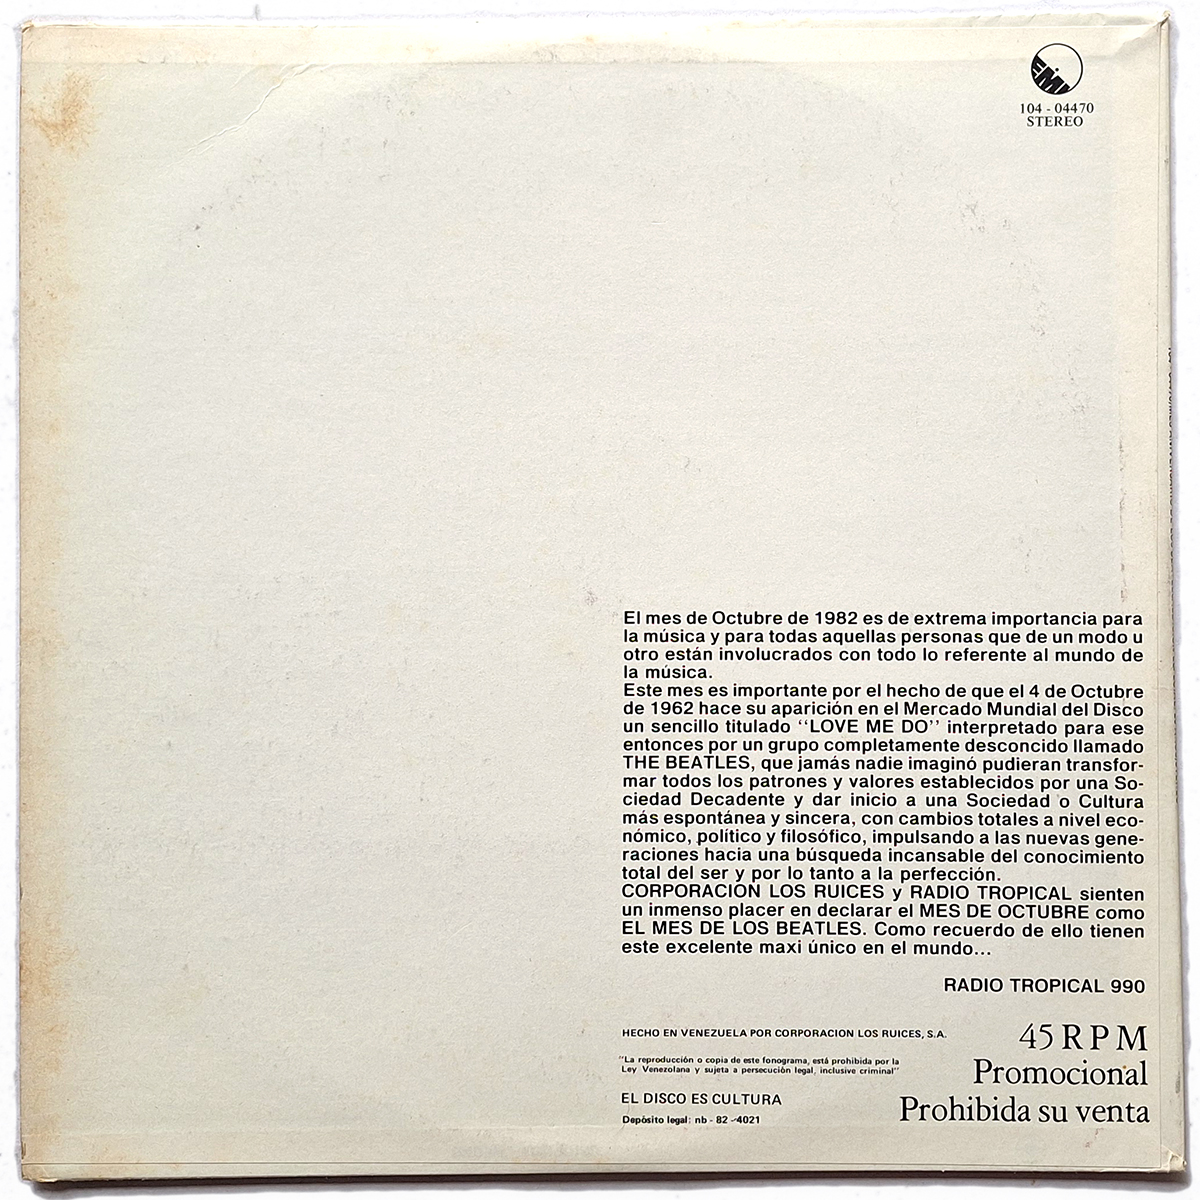 EMI
104 - 04470
STEREO
El mes de Octubre de 1982 es de extrema importancia para
la música y para todas aquellas personas que de un modo u
otro están involucrados con todo lo referente al mundo de
la música.
Este mes es importante por el hecho de que el 4 de Octubre
de 1962 hace su aparición en el Mercado Mundial del Disco
un sencillo titulado ‘‘LOVE ME DO’’ interpretado para ese
entonces por un grupo completamente desconcido llamado
THE BEATLES, que jamás nadie imaginó pudieran transfor-
mar todos los patrones y valores establecidos por una So-
ciedad Decadente y dar inicio a una Sociedad o Cultura
más espontánea y sincera, con cambios totales a nivel eco-
nómico, político y filosófico, impulsando a las nuevas gene-
raciones hacia una búsqueda incansable del conocimiento
total del ser y por lo tanto a la perfección.
CORPORACION LOS RUICES y RADIO TROPICAL sienten
un inmenso placer en declarar el MES DE OCTUBRE como
EL MES DE LOS BEATLES. Como recuerdo de ello tienen
este excelente maxi único en el mundo...
RADIO TROPICAL 990
HECHO EN VENEZUELA POR CORPORACION LOS RUICES, S.A.
"La reproducción o copia de este fonograma, está prohibida por la
Ley Venezolana y sujeta a persecución legal, inclusive criminal"
EL DISCO ES CULTURA
Depósito legal: nb - 82 - 4021
45 RPM
Promocional
Prohibida su venta